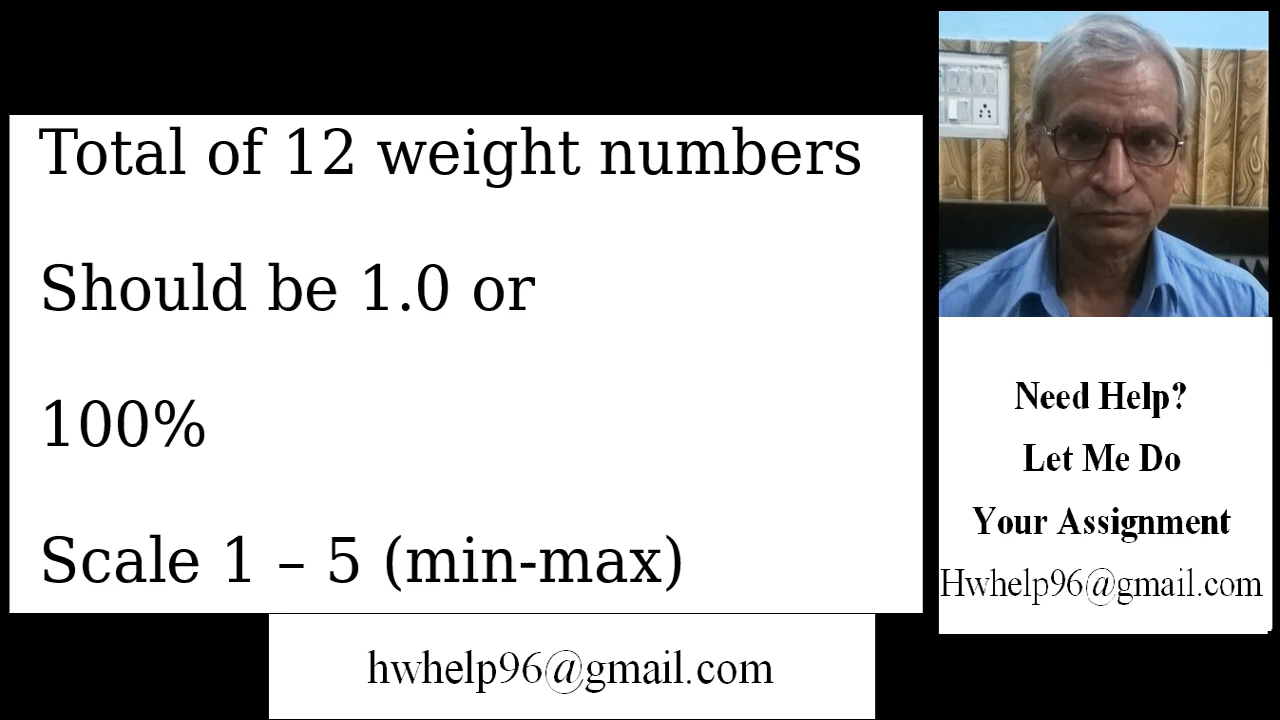 Total of 12 weight numbers
Should be 1.0 or
100%
Scale 1 – 5 (min-max)
hwhelp96@gmail.com
Need Help?
Let Me Do
Your Assignment
Hwhelp96@gmail.com